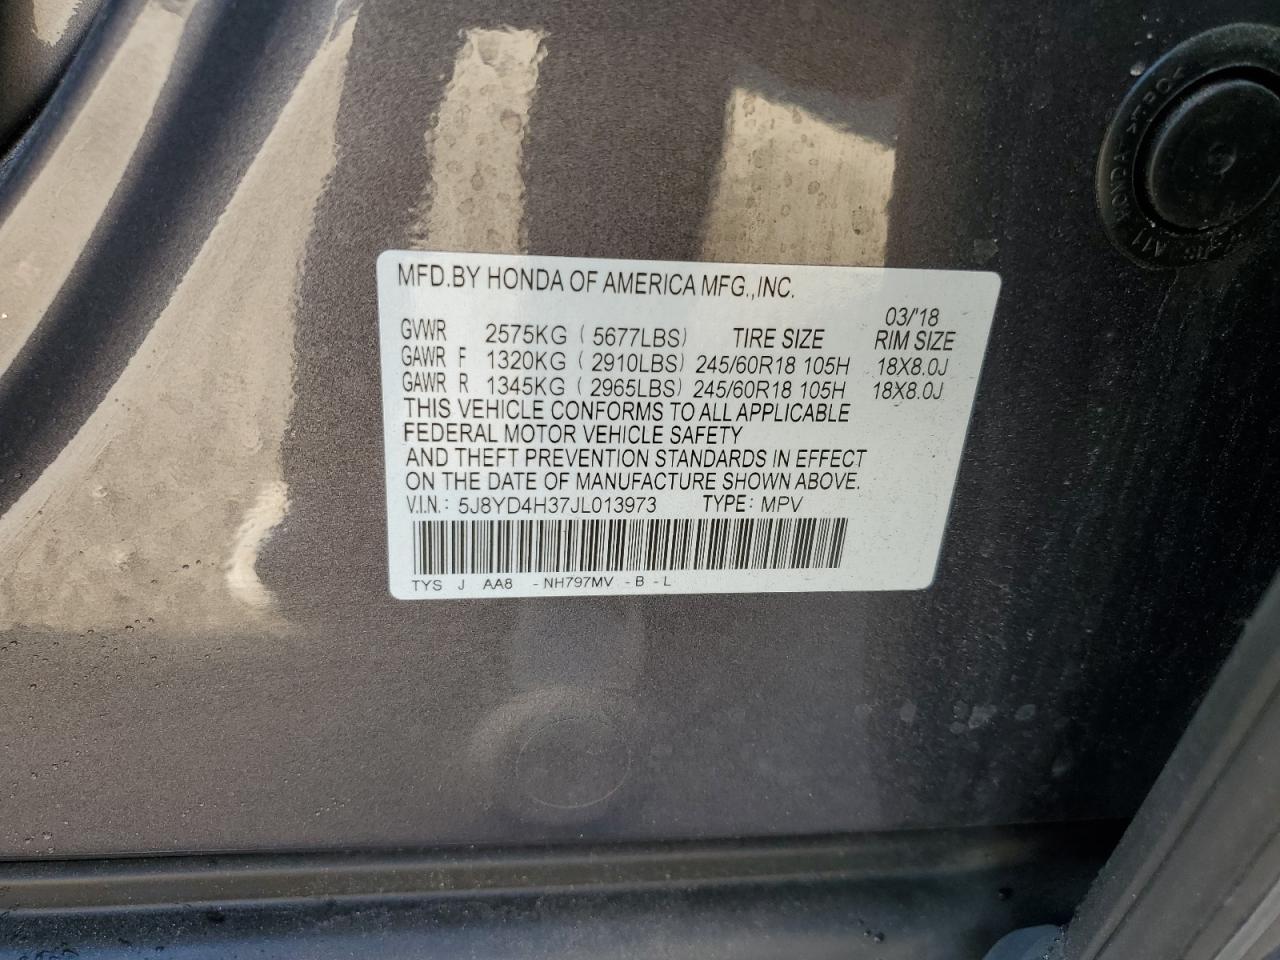 MFD.BY HONDA OF AMERICA MFG.,INC.
03/'18
GVWR 2575KG ( 5677LBS) TIRE SIZE RIM SIZE
GAWR F 1320KG ( 2910LBS) 245/60R18 105H 18X8.0J
GAWR R 1345KG ( 2965LBS) 245/60R18 105H 18X8.0J
THIS VEHICLE CONFORMS TO ALL APPLICABLE
FEDERAL MOTOR VEHICLE SAFETY
AND THEFT PREVENTION STANDARDS IN EFFECT
ON THE DATE OF MANUFACTURE SHOWN ABOVE.
V.I.N.: 5J8YD4H37JL013973 TYPE: MPV
TYS J AA8 -NH797MV -B -L
HONDA